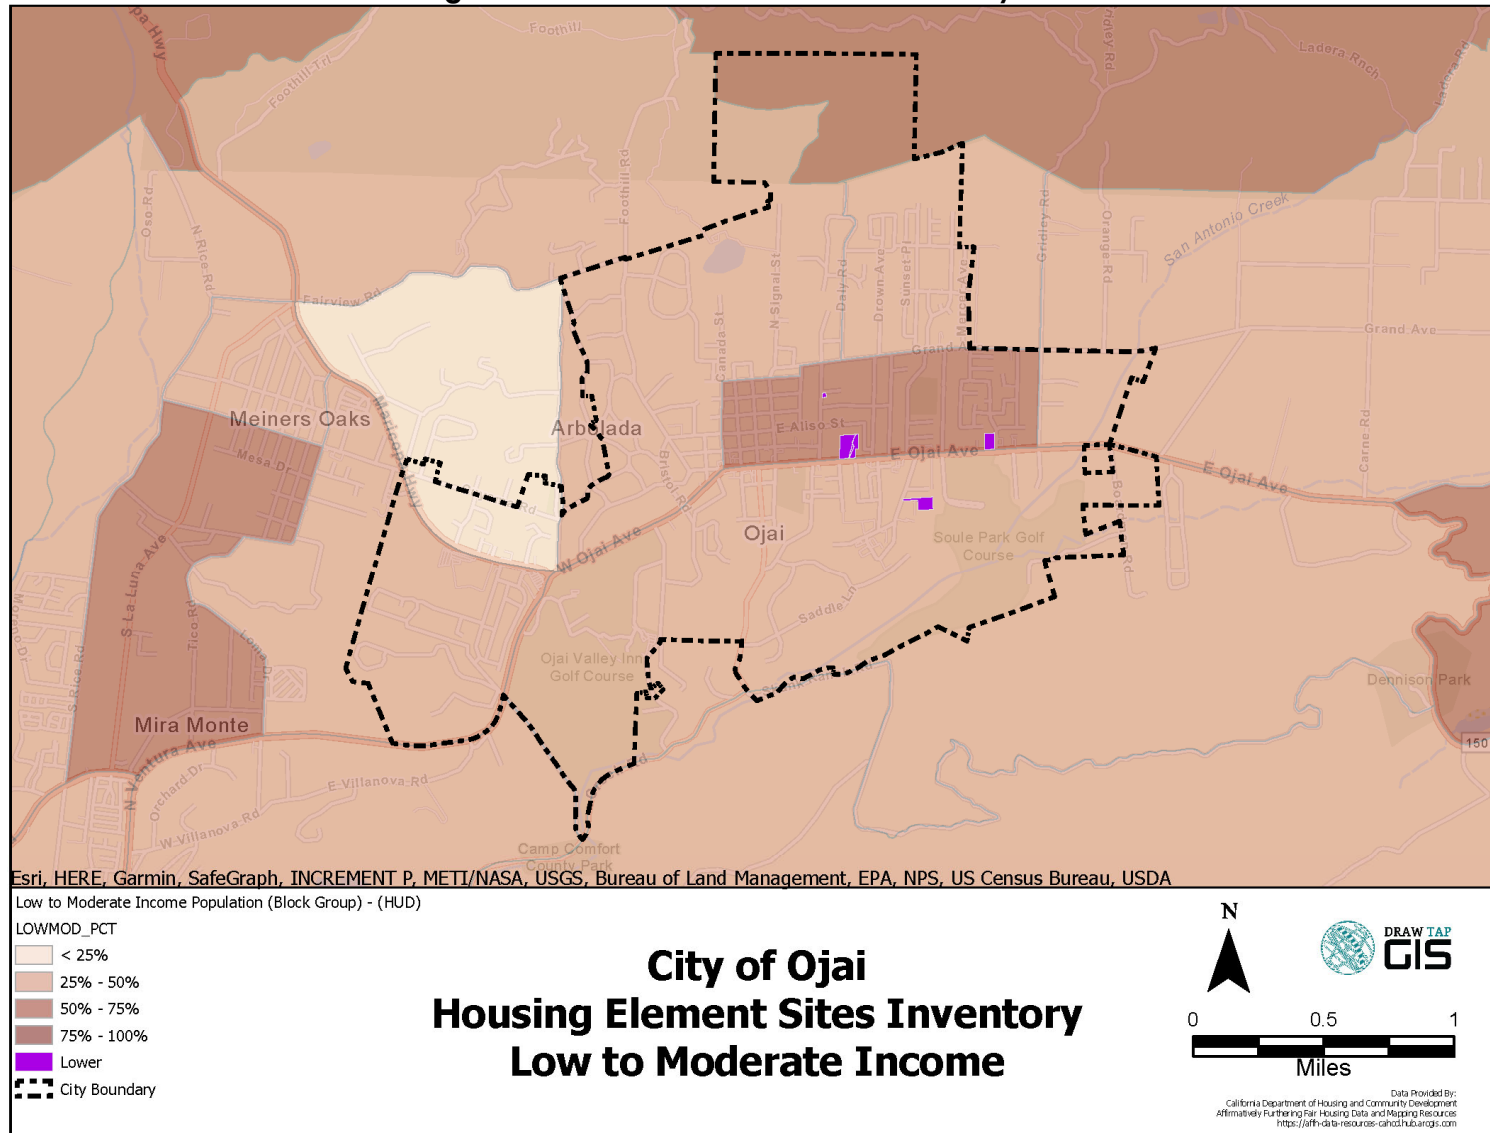 Foothill
Ladera Rnch
Ladera Rd
Foothill Trl
Foothill Rd
Oso Rd
N Rice Rd
Gridley Rd
Orange Rd
San Antonio Creek
N Signal St
Daly Rd
Drown Ave
Sunset Pl
Mercer Ave
Fairview Rd
Canada St
Grand Ave
Meiners Oaks
Maricopa Hwy
Arbolada
E Aliso St
E Ojai Ave
E Ojai Ave
Carne Rd
Mesa Dr
Bristol Rd
W Ojai Ave
Ojai
Soule Park Golf
Course
S La Luna Ave
Tico Rd
Loma Dr
Saddle Ln
S Rice Rd
Ojai Valley Inn
Golf Course
Dennison Park
Mira Monte
N Ventura Ave
150
Orchard Dr
E Villanova Rd
W Villanova Rd
Camp Comfort
County Park
Esri, HERE, Garmin, SafeGraph, INCREMENT P, METI/NASA, USGS, Bureau of Land Management, EPA, NPS, US Census Bureau, USDA
Low to Moderate Income Population (Block Group) - (HUD)
LOWMOD_PCT
< 25%
25% - 50%
50% - 75%
75% - 100%
Lower
City Boundary
City of Ojai
Housing Element Sites Inventory
Low to Moderate Income
N
DRAW TAP
GIS
0 0.5 1
Miles
Data Provided By:
California Department of Housing and Community Development
Affirmatively Furthering Fair Housing Data and Mapping Resources
https://affh-data-resources-cahcd.hub.arcgis.com